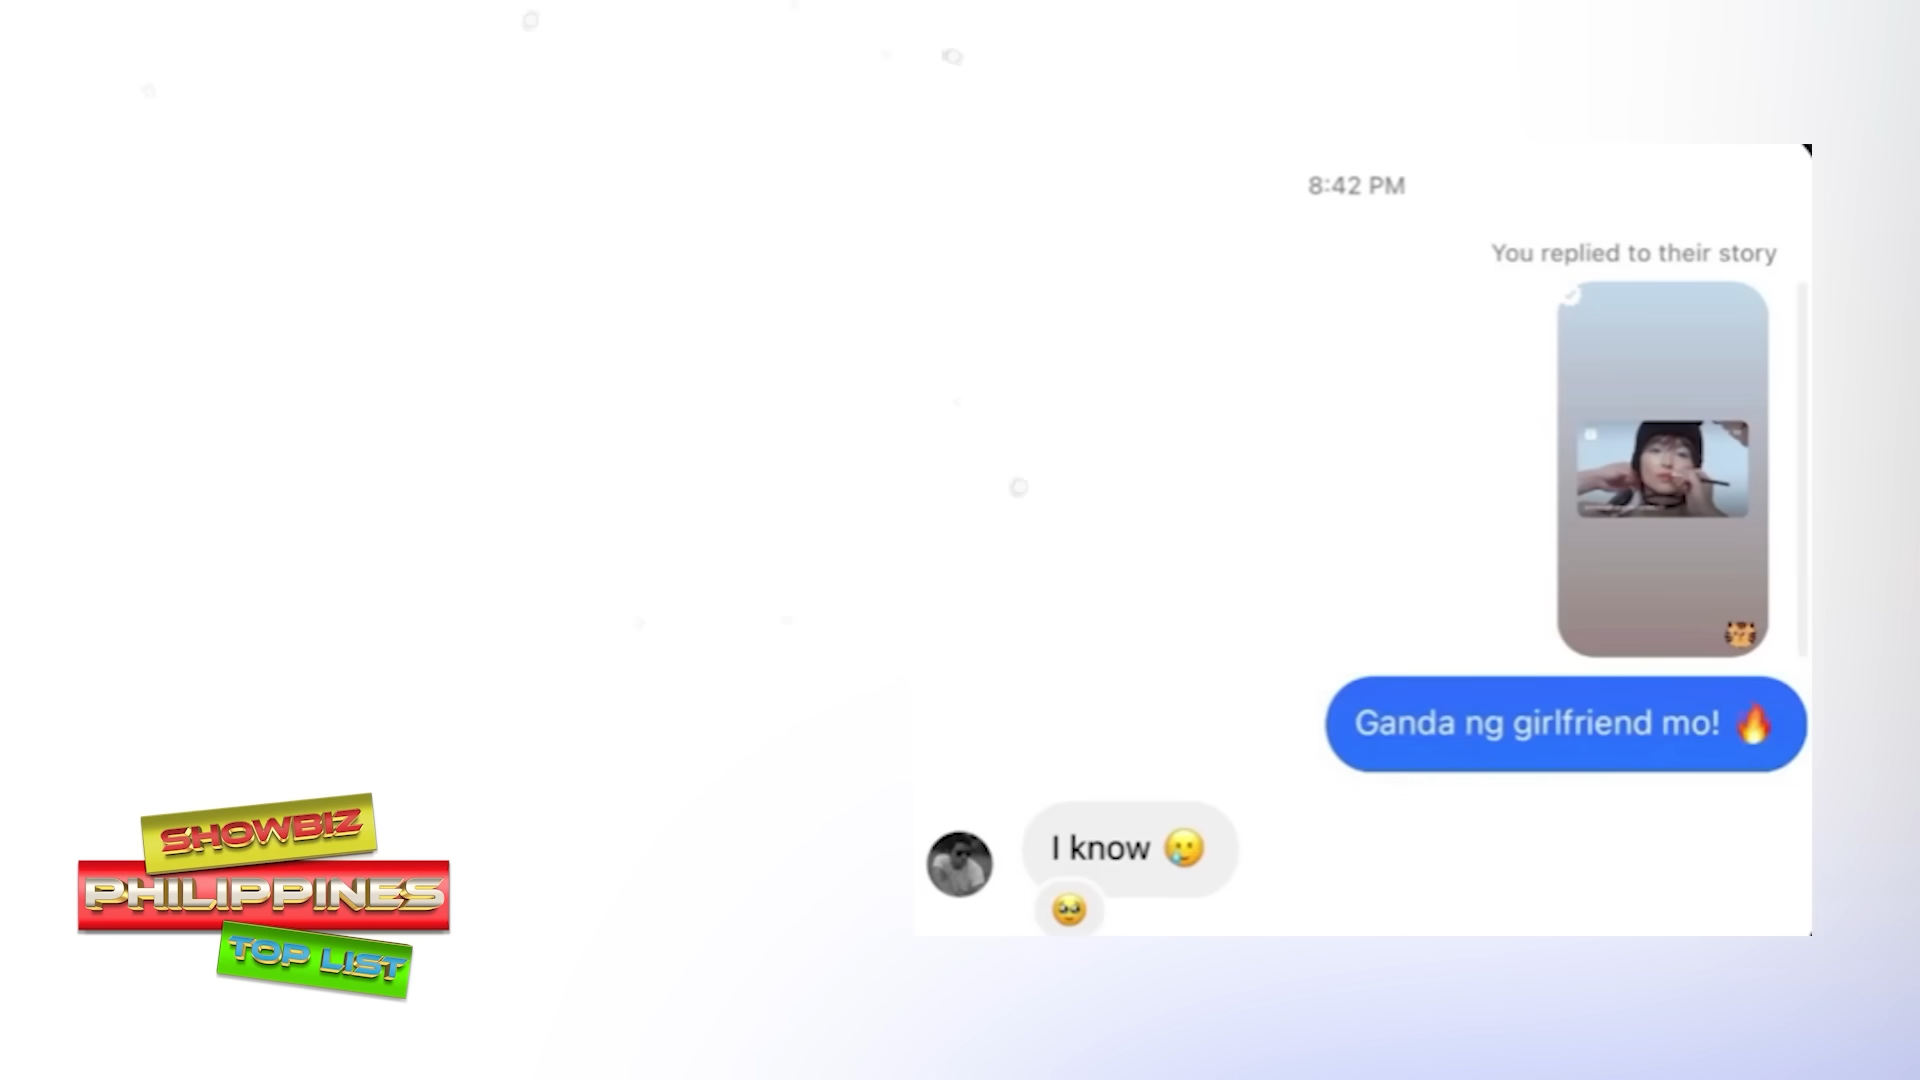 8:42 PM
You replied to their story
Ganda ng girlfriend mo! 🔥
I know 🥲
🥹
SHOWBIZ
PHILIPPINES
TOP LIST